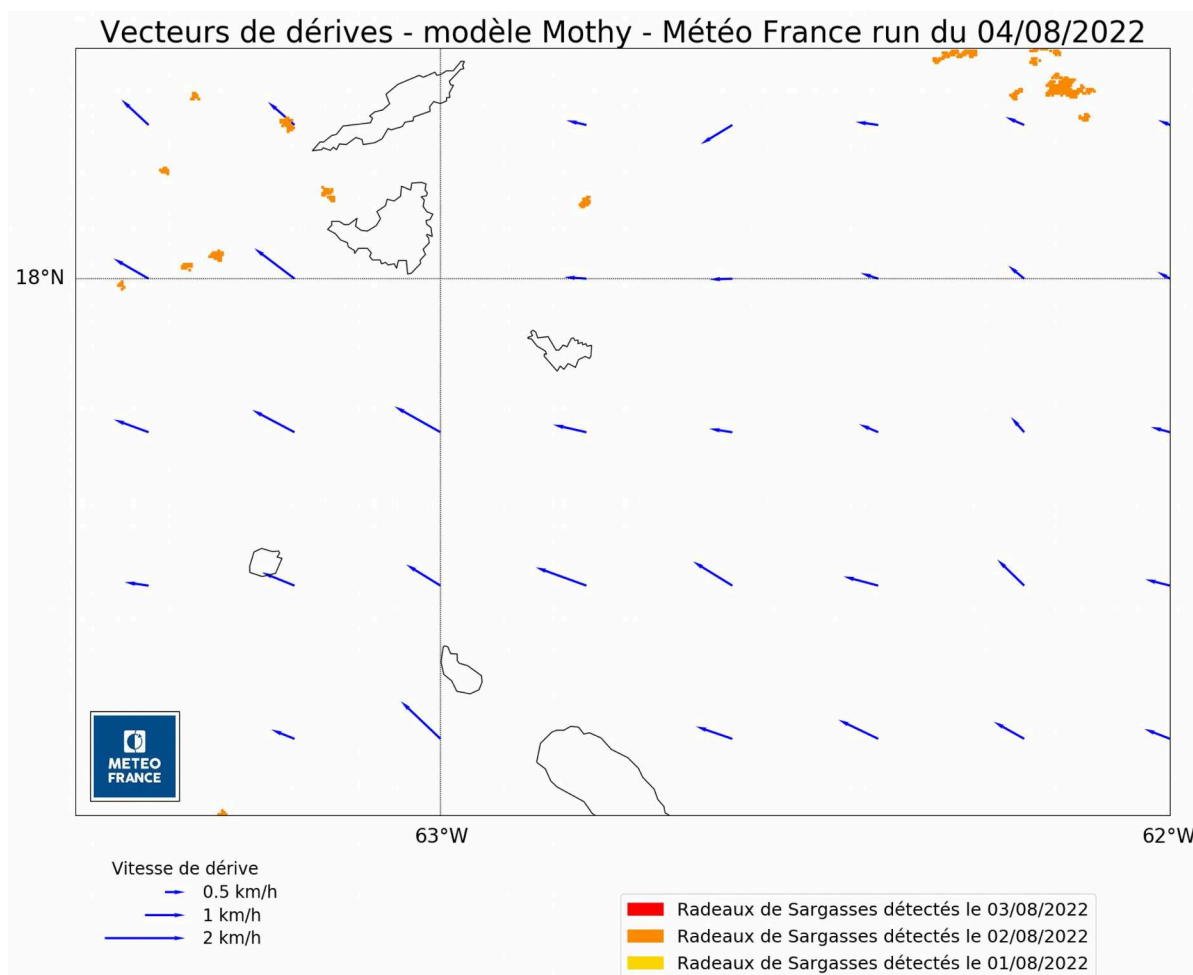 Vecteurs de dérives - modèle Mothy - Météo France run du 04/08/2022
18°N
METEO
FRANCE
63°W
62°W
Vitesse de dérive
0.5 km/h
1 km/h
2 km/h
Radeaux de Sargasses détectés le 03/08/2022
Radeaux de Sargasses détectés le 02/08/2022
Radeaux de Sargasses détectés le 01/08/2022